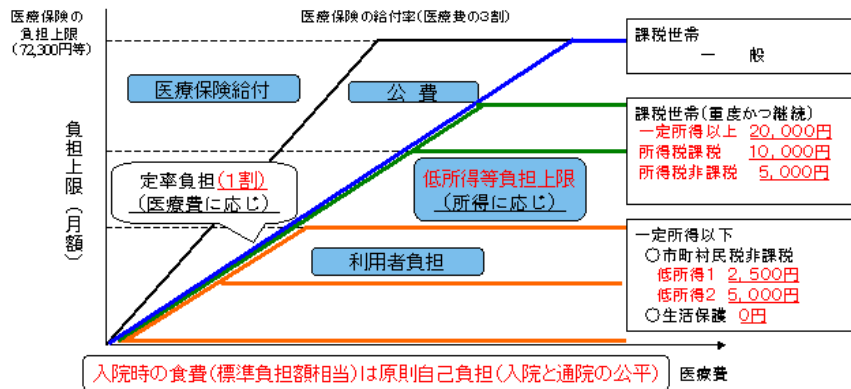 医療保険の
負担上限
(72,300円等)
医療保険の給付率(医療費の3割)
課税世帯
一 般
医療保険給付
公 費
課税世帯(重度かつ継続)
一定所得以上 20,000円
所得税課税 10,000円
所得税非課税 5,000円
負担上限(月額)
定率負担(1割)
(医療費に応じ)
低所得等負担上限
(所得に応じ)
利用者負担
一定所得以下
○市町村民税非課税
低所得1 2,500円
低所得2 5,000円
○生活保護 0円
入院時の食費(標準負担額相当)は原則自己負担(入院と通院の公平)
医療費